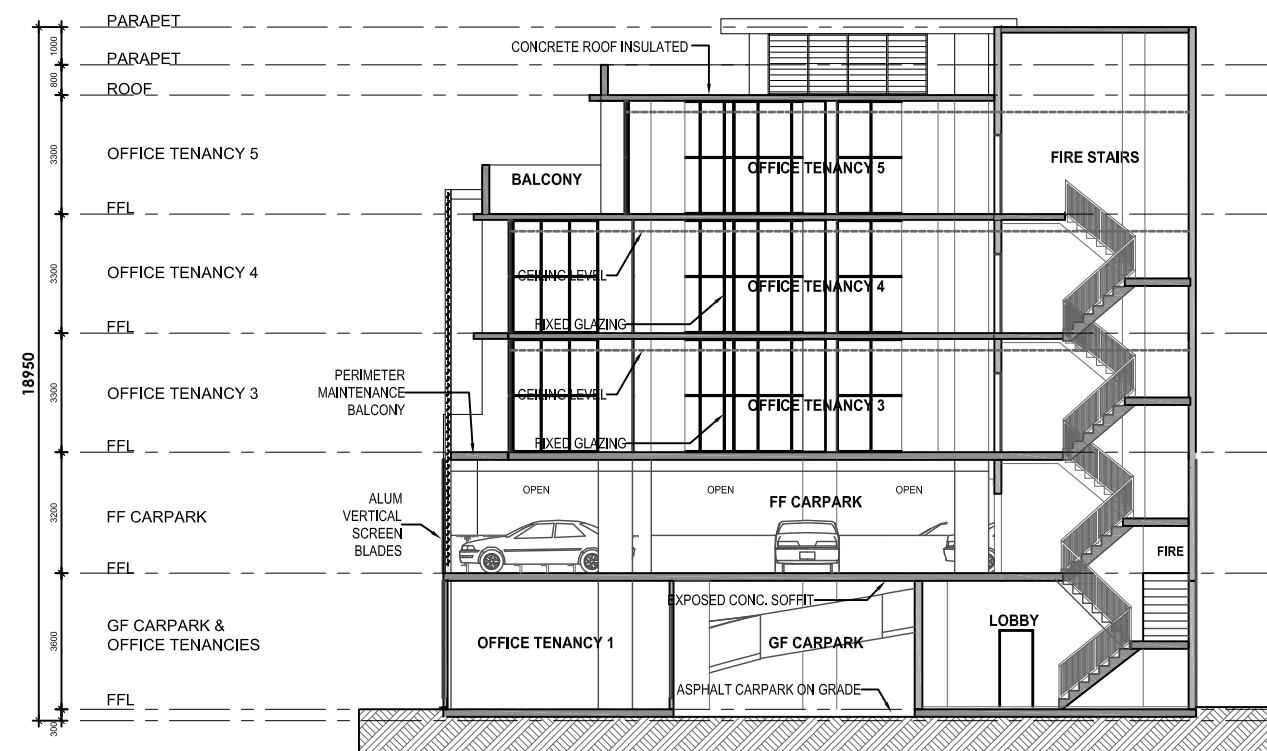 PARAPET
1000
PARAPET
800
ROOF
3300
OFFICE TENANCY 5
FFL
3300
OFFICE TENANCY 4
FFL
18950
3300
OFFICE TENANCY 3
FFL
3200
FF CARPARK
FFL
3600
GF CARPARK &
OFFICE TENANCIES
FFL
300
CONCRETE ROOF INSULATED
BALCONY
OFFICE TENANCY 5
FIRE STAIRS
CEILING LEVEL
OFFICE TENANCY 4
FIXED GLAZING
PERIMETER
MAINTENANCE
BALCONY
CEILING LEVEL
OFFICE TENANCY 3
FIXED GLAZING
ALUM
VERTICAL
SCREEN
BLADES
OPEN
OPEN
OPEN
FF CARPARK
FIRE
EXPOSED CONC. SOFFIT
OFFICE TENANCY 1
GF CARPARK
LOBBY
ASPHALT CARPARK ON GRADE